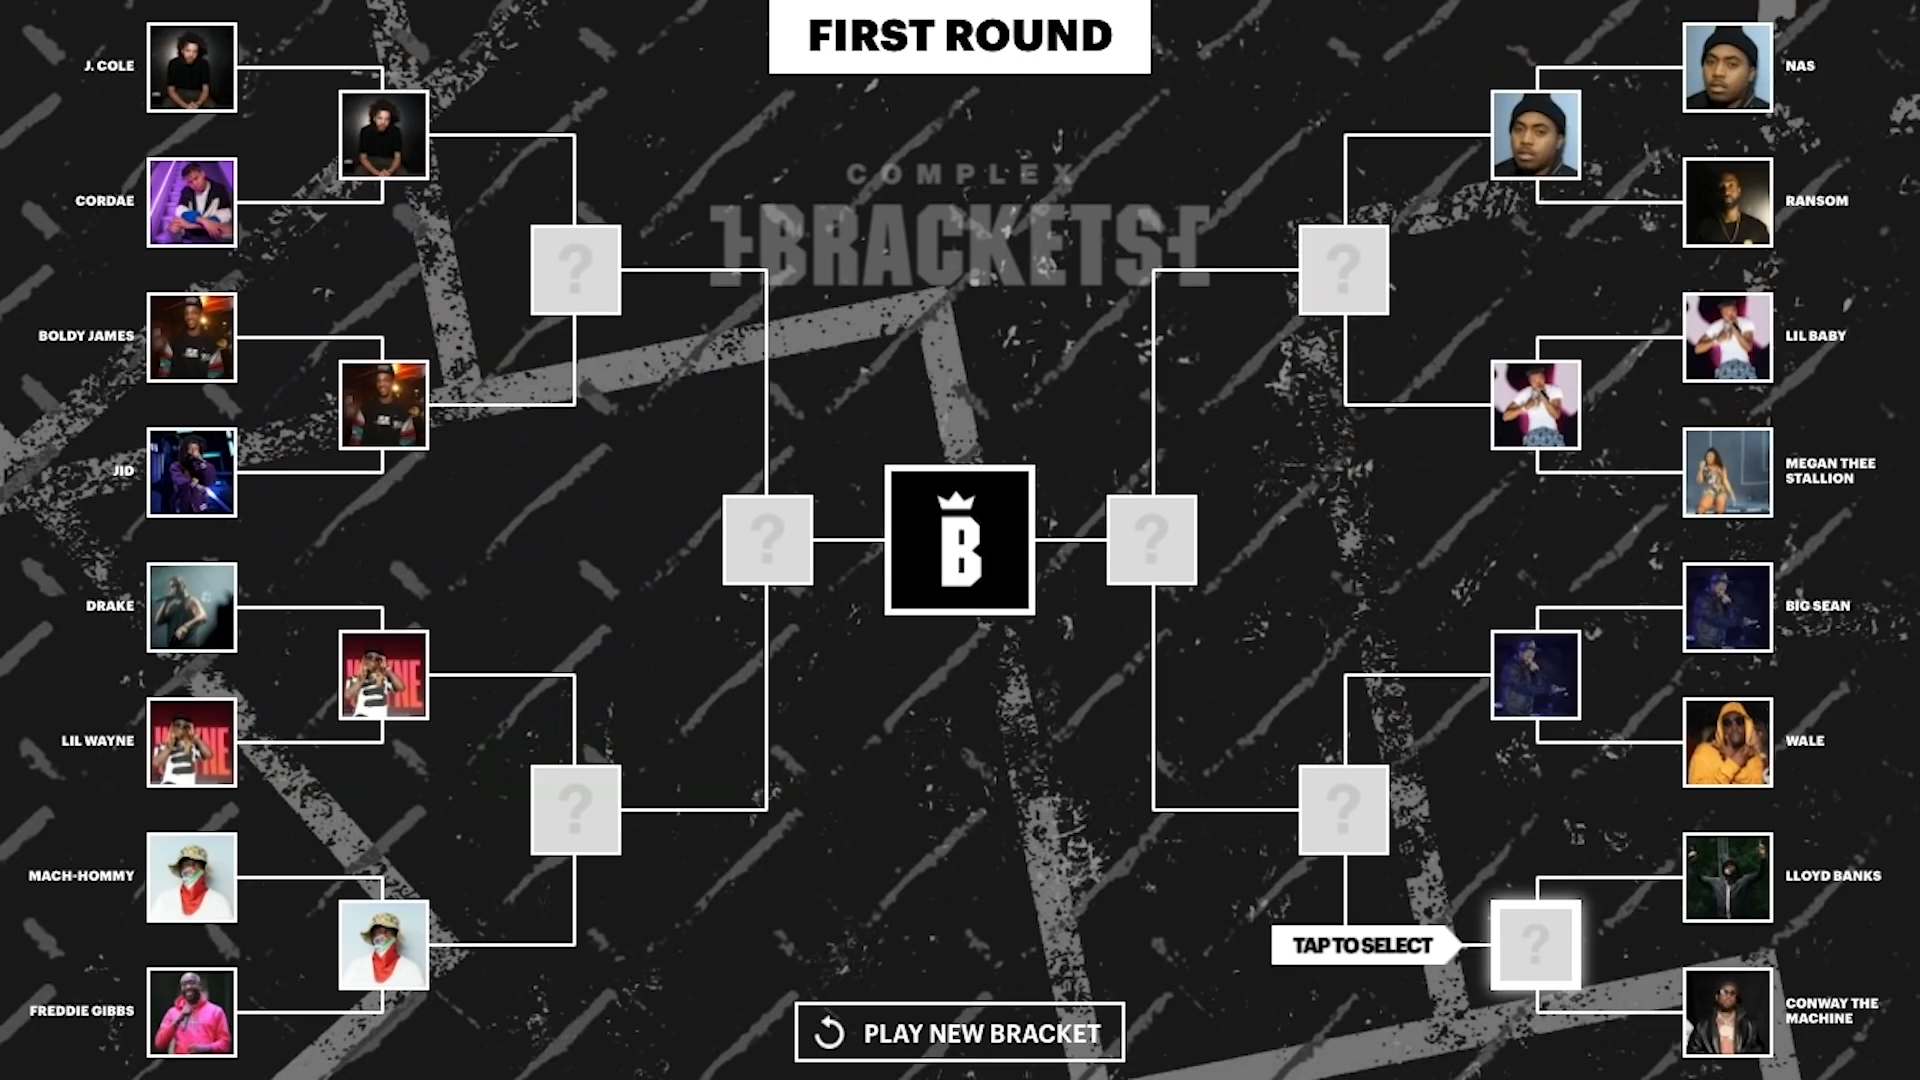 FIRST ROUND
COMPLEX
BRACKETS
J. COLE
CORDAE
BOLDY JAMES
JID
DRAKE
LIL WAYNE
MACH-HOMMY
FREDDIE GIBBS
?
?
?
B
?
?
?
TAP TO SELECT
?
NAS
RANSOM
LIL BABY
MEGAN THEE
STALLION
BIG SEAN
WALE
LLOYD BANKS
CONWAY THE
MACHINE
PLAY NEW BRACKET